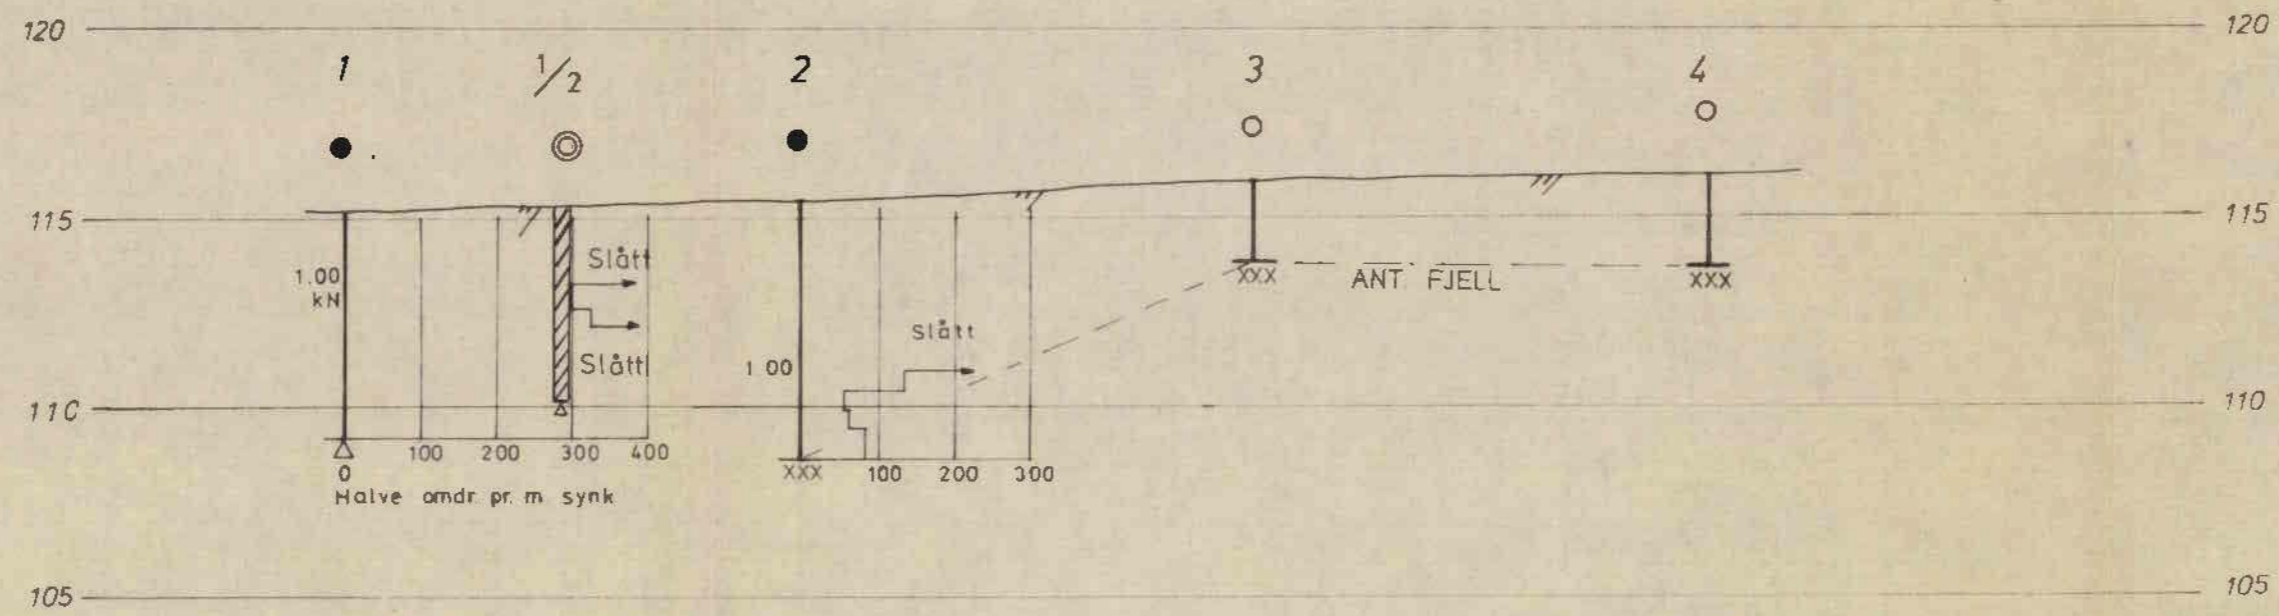 120 120
1 1/2 2 3 4
115 115
Slått
1.00
kN
XXX ANT. FJELL XXX
Slått
Slått
1 00
110 110
100 200 300 400
0
XXX 100 200 300
Halve omdr. pr. m synk
105 105